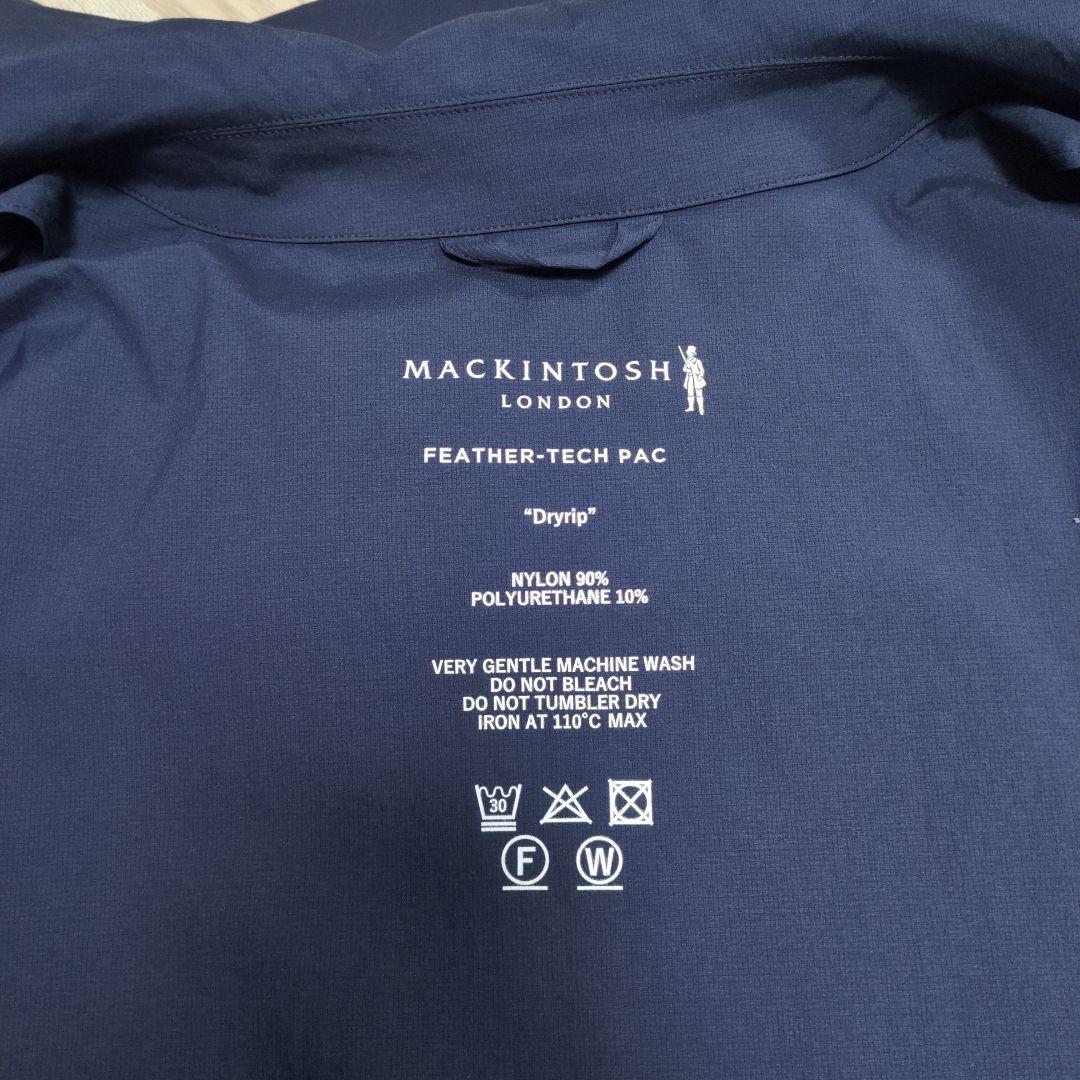 MACKINTOSH
LONDON
FEATHER-TECH PAC
“Dryrip”
NYLON 90%
POLYURETHANE 10%
VERY GENTLE MACHINE WASH
DO NOT BLEACH
DO NOT TUMBLER DRY
IRON AT 110°C MAX
30
F W